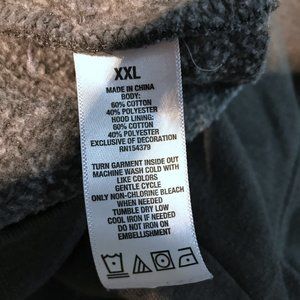 XXL
MADE IN CHINA
BODY:
60% COTTON
40% POLYESTER
HOOD LINING:
60% COTTON
40% POLYESTER
EXCLUSIVE OF DECORATION
RN154379
TURN GARMENT INSIDE OUT
MACHINE WASH COLD WITH
LIKE COLORS
GENTLE CYCLE
ONLY NON-CHLORINE BLEACH
WHEN NEEDED
TUMBLE DRY LOW
COOL IRON IF NEEDED
DO NOT IRON ON
EMBELLISHMENT